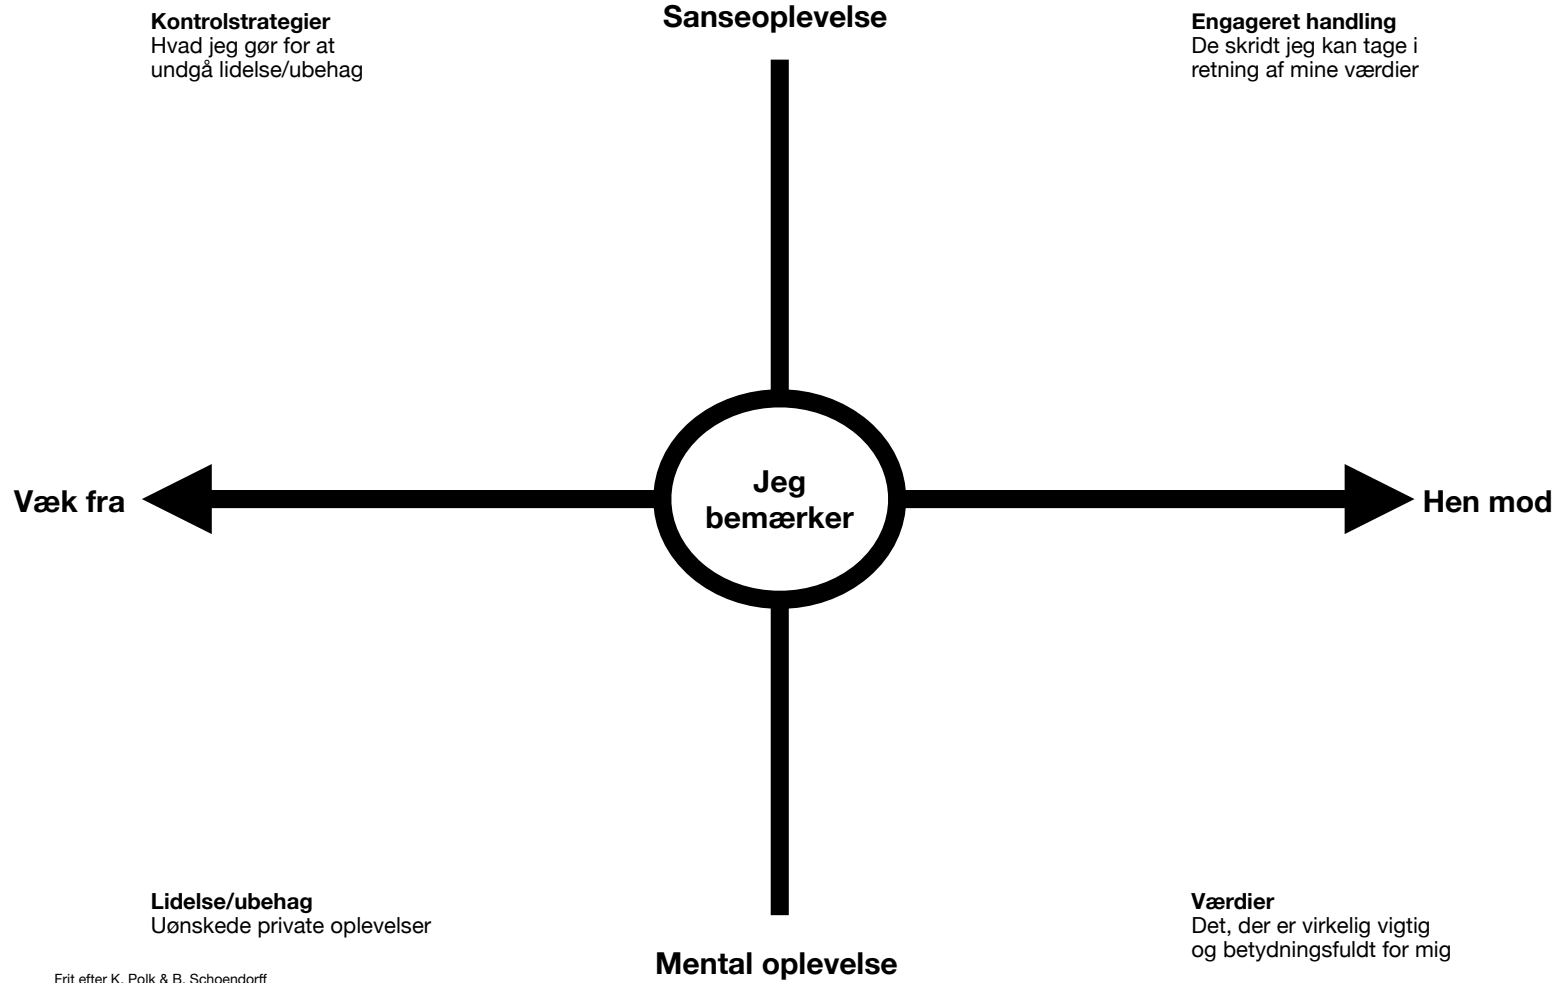 Kontrolstrategier
Hvad jeg gør for at
undgå lidelse/ubehag
Sanseoplevelse
Engageret handling
De skridt jeg kan tage i
retning af mine værdier
Væk fra
Jeg
bemærker
Hen mod
Lidelse/ubehag
Uønskede private oplevelser
Værdier
Det, der er virkelig vigtig
og betydningsfuldt for mig
Mental oplevelse
Frit efter K. Polk & B. Schoendorff